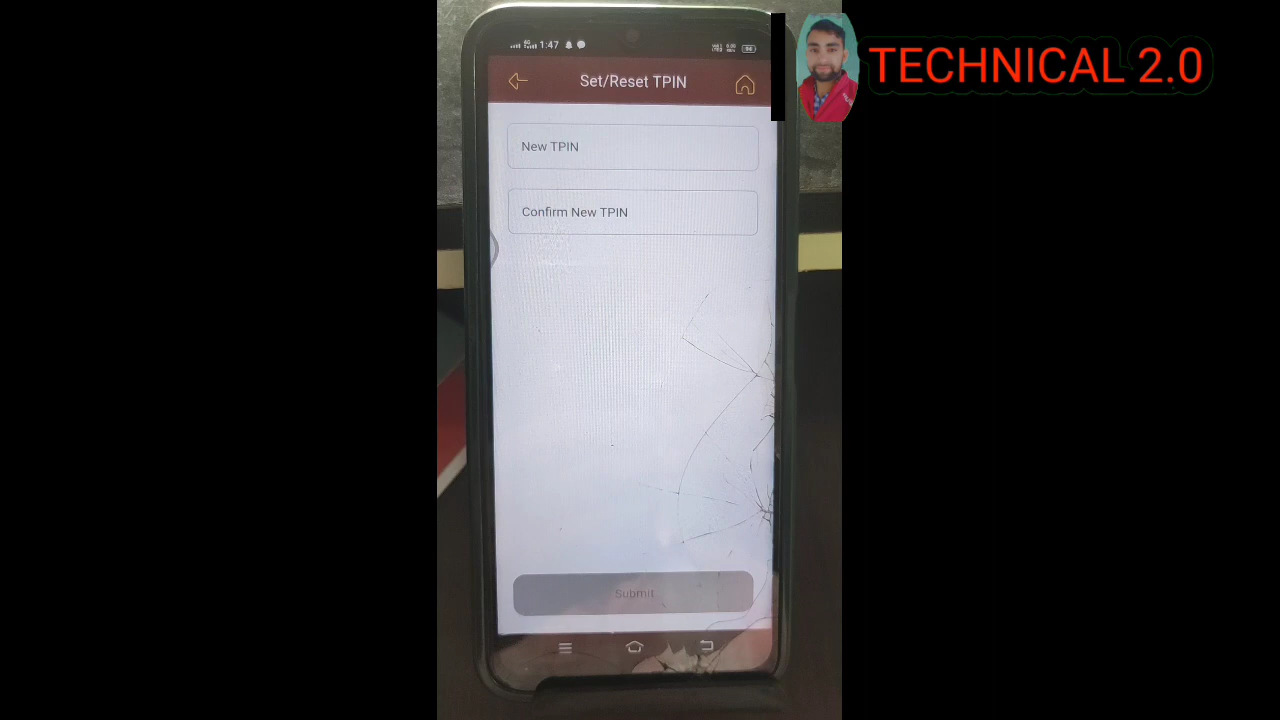 1:47
TECHNICAL 2.0
Set/Reset TPIN
New TPIN
Confirm New TPIN
Submit